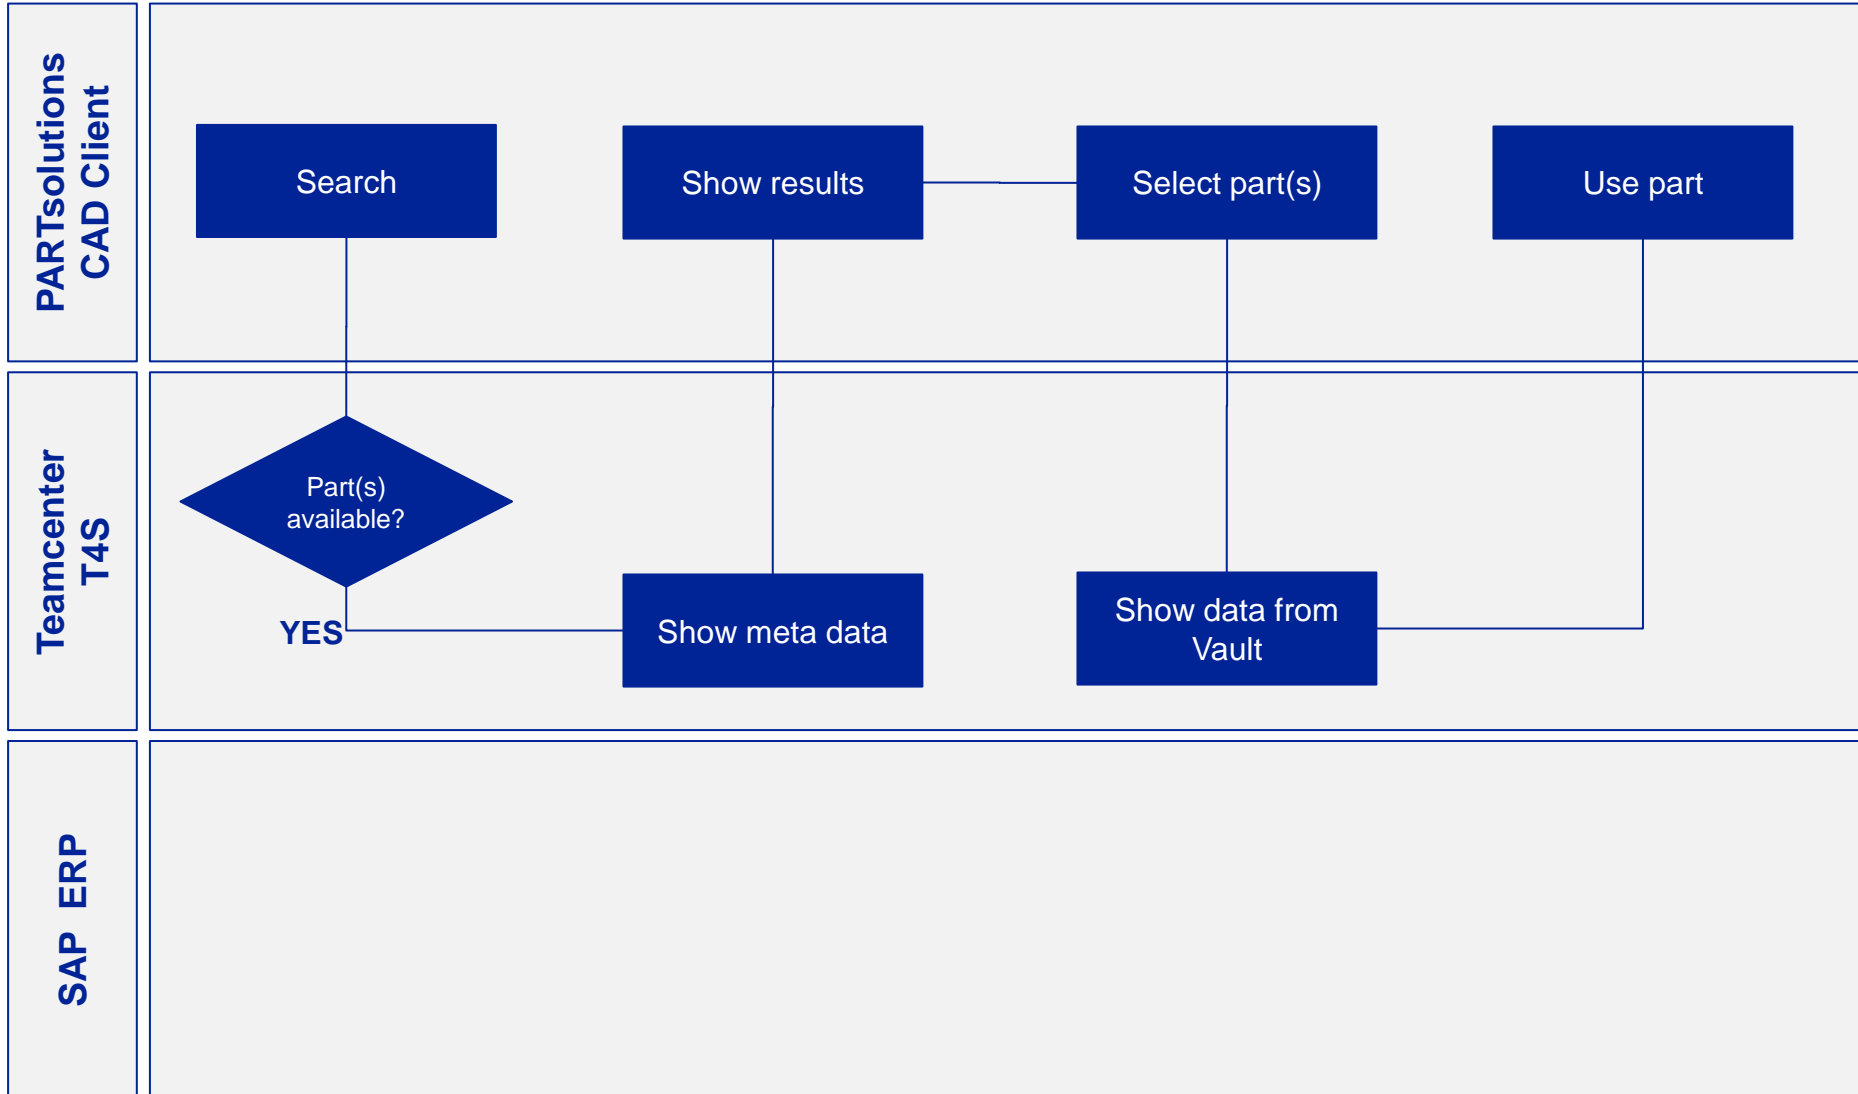 PARTsolutions
CAD Client
Search
Show results
Select part(s)
Use part
Teamcenter
T4S
Part(s)
available?
YES
Show meta data
Show data from
Vault
SAP ERP